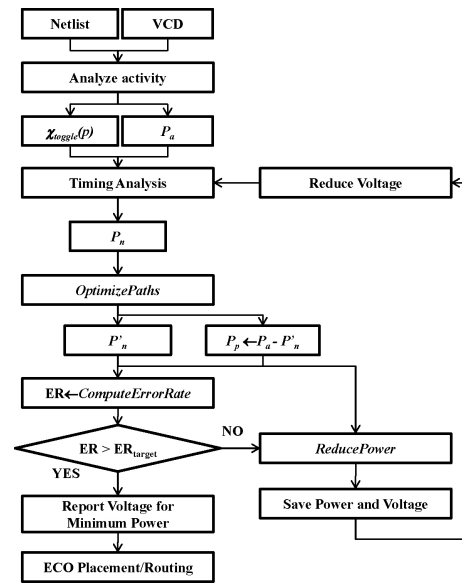 Netlist
VCD
Analyze activity
χtoggle(p)
Pa
Timing Analysis
Reduce Voltage
Pn
OptimizePaths
P'n
Pp ←Pa - P'n
ER←ComputeErrorRate
ER > ERtarget
NO
YES
ReducePower
Report Voltage for
Minimum Power
Save Power and Voltage
ECO Placement/Routing